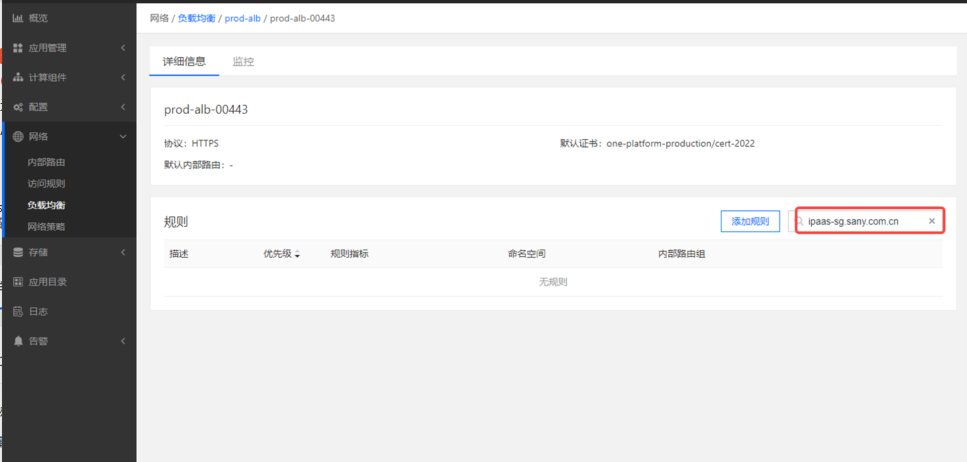 概览
应用管理
计算组件
配置
网络
内部路由
访问规则
负载均衡
网络策略
存储
应用目录
日志
告警
网络 / 负载均衡 / prod-alb / prod-alb-00443
详细信息 监控
prod-alb-00443
协议: HTTPS 默认证书: one-platform-production/cert-2022
默认内部路由: -
规则 添加规则 ipaas-sg.sany.com.cn ×
描述 优先级 规则指标 命名空间 内部路由组
无规则